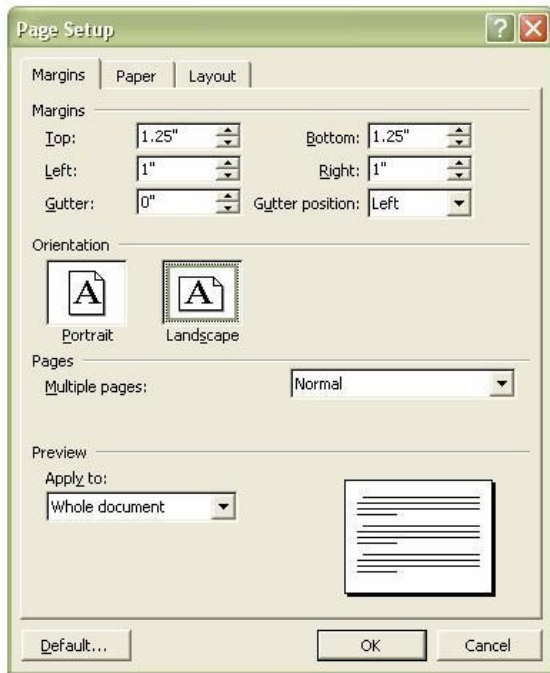 Page Setup
Margins Paper Layout
Margins
Top: 1.25" Bottom: 1.25"
Left: 1" Right: 1"
Gutter: 0" Gutter position: Left
Orientation
A A
Portrait Landscape
Pages
Multiple pages: Normal
Preview
Apply to:
Whole document
Default... OK Cancel